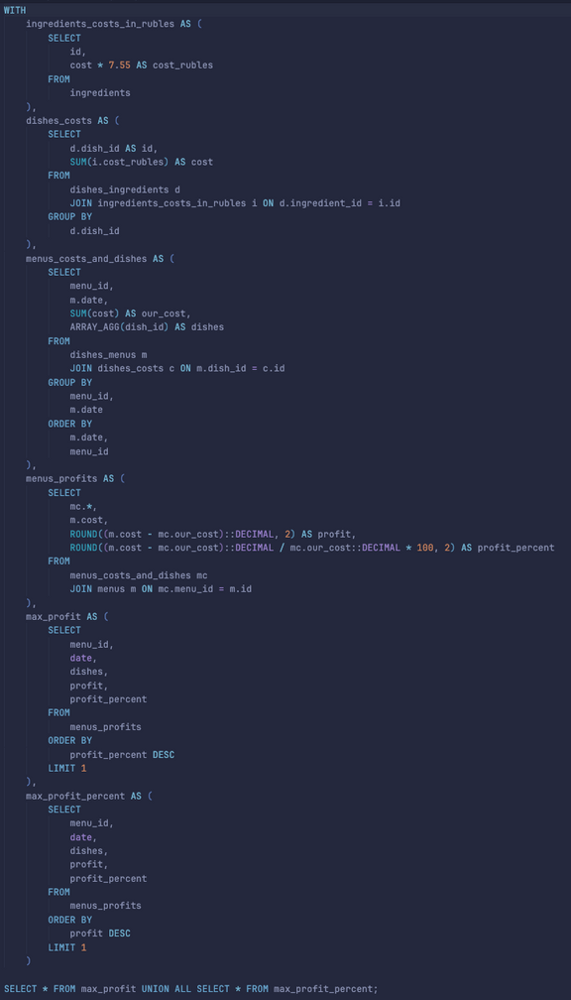 WITH
    ingredients_costs_in_rubles AS (
        SELECT
            id,
            cost * 7.55 AS cost_rubles
        FROM
            ingredients
    ),
    dishes_costs AS (
        SELECT
            d.dish_id AS id,
            SUM(i.cost_rubles) AS cost
        FROM
            dishes_ingredients d
            JOIN ingredients_costs_in_rubles i ON d.ingredient_id = i.id
        GROUP BY
            d.dish_id
    ),
    menus_costs_and_dishes AS (
        SELECT
            menu_id,
            m.date,
            SUM(cost) AS our_cost,
            ARRAY_AGG(dish_id) AS dishes
        FROM
            dishes_menus m
            JOIN dishes_costs c ON m.dish_id = c.id
        GROUP BY
            menu_id,
            m.date
        ORDER BY
            m.date,
            menu_id
    ),
    menus_profits AS (
        SELECT
            mc.*,
            m.cost,
            ROUND((m.cost - mc.our_cost)::DECIMAL, 2) AS profit,
            ROUND((m.cost - mc.our_cost)::DECIMAL / mc.our_cost::DECIMAL * 100, 2) AS profit_percent
        FROM
            menus_costs_and_dishes mc
            JOIN menus m ON mc.menu_id = m.id
    ),
    max_profit AS (
        SELECT
            menu_id,
            date,
            dishes,
            profit,
            profit_percent
        FROM
            menus_profits
        ORDER BY
            profit_percent DESC
        LIMIT 1
    ),
    max_profit_percent AS (
        SELECT
            menu_id,
            date,
            dishes,
            profit,
            profit_percent
        FROM
            menus_profits
        ORDER BY
            profit DESC
        LIMIT 1
    )

SELECT * FROM max_profit UNION ALL SELECT * FROM max_profit_percent;